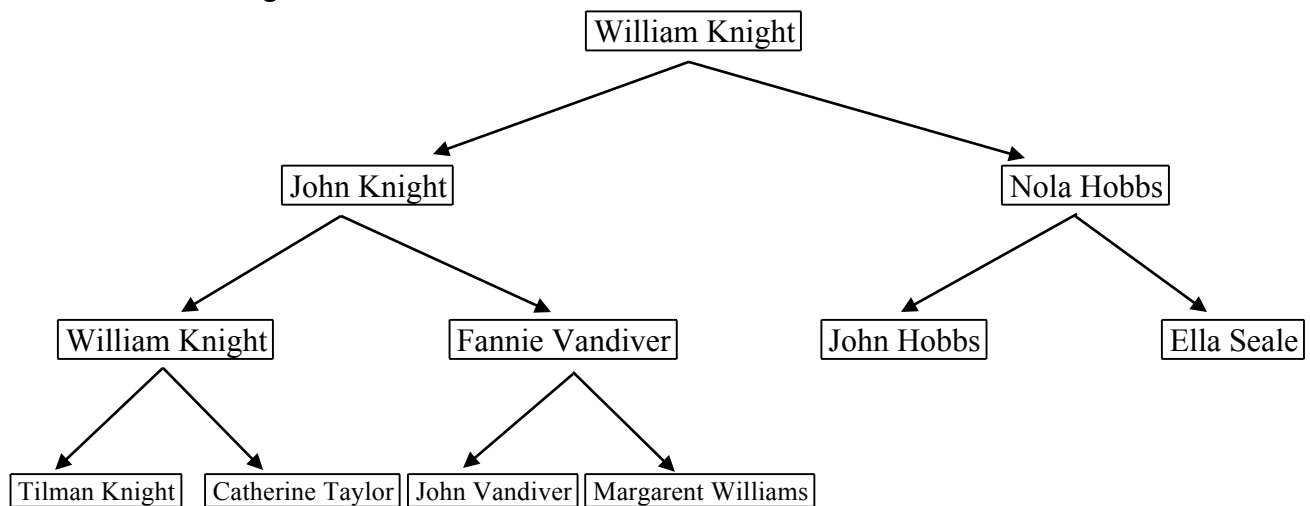 William Knight
John Knight Nola Hobbs
William Knight Fannie Vandiver John Hobbs Ella Seale
Tilman Knight Catherine Taylor John Vandiver Margarent Williams